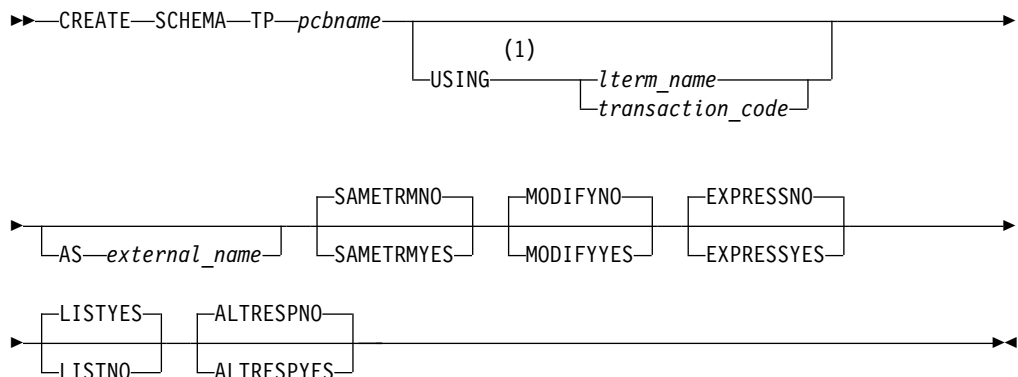 CREATE SCHEMA TP pcbname
(1)
USING lterm_name
transaction_code
SAMETRMNO MODIFYNO EXPRESSNO
AS external_name SAMETRMYES MODIFYYES EXPRESSYES
LISTYES ALTRESPNO
LISTNO ALTRESPYES